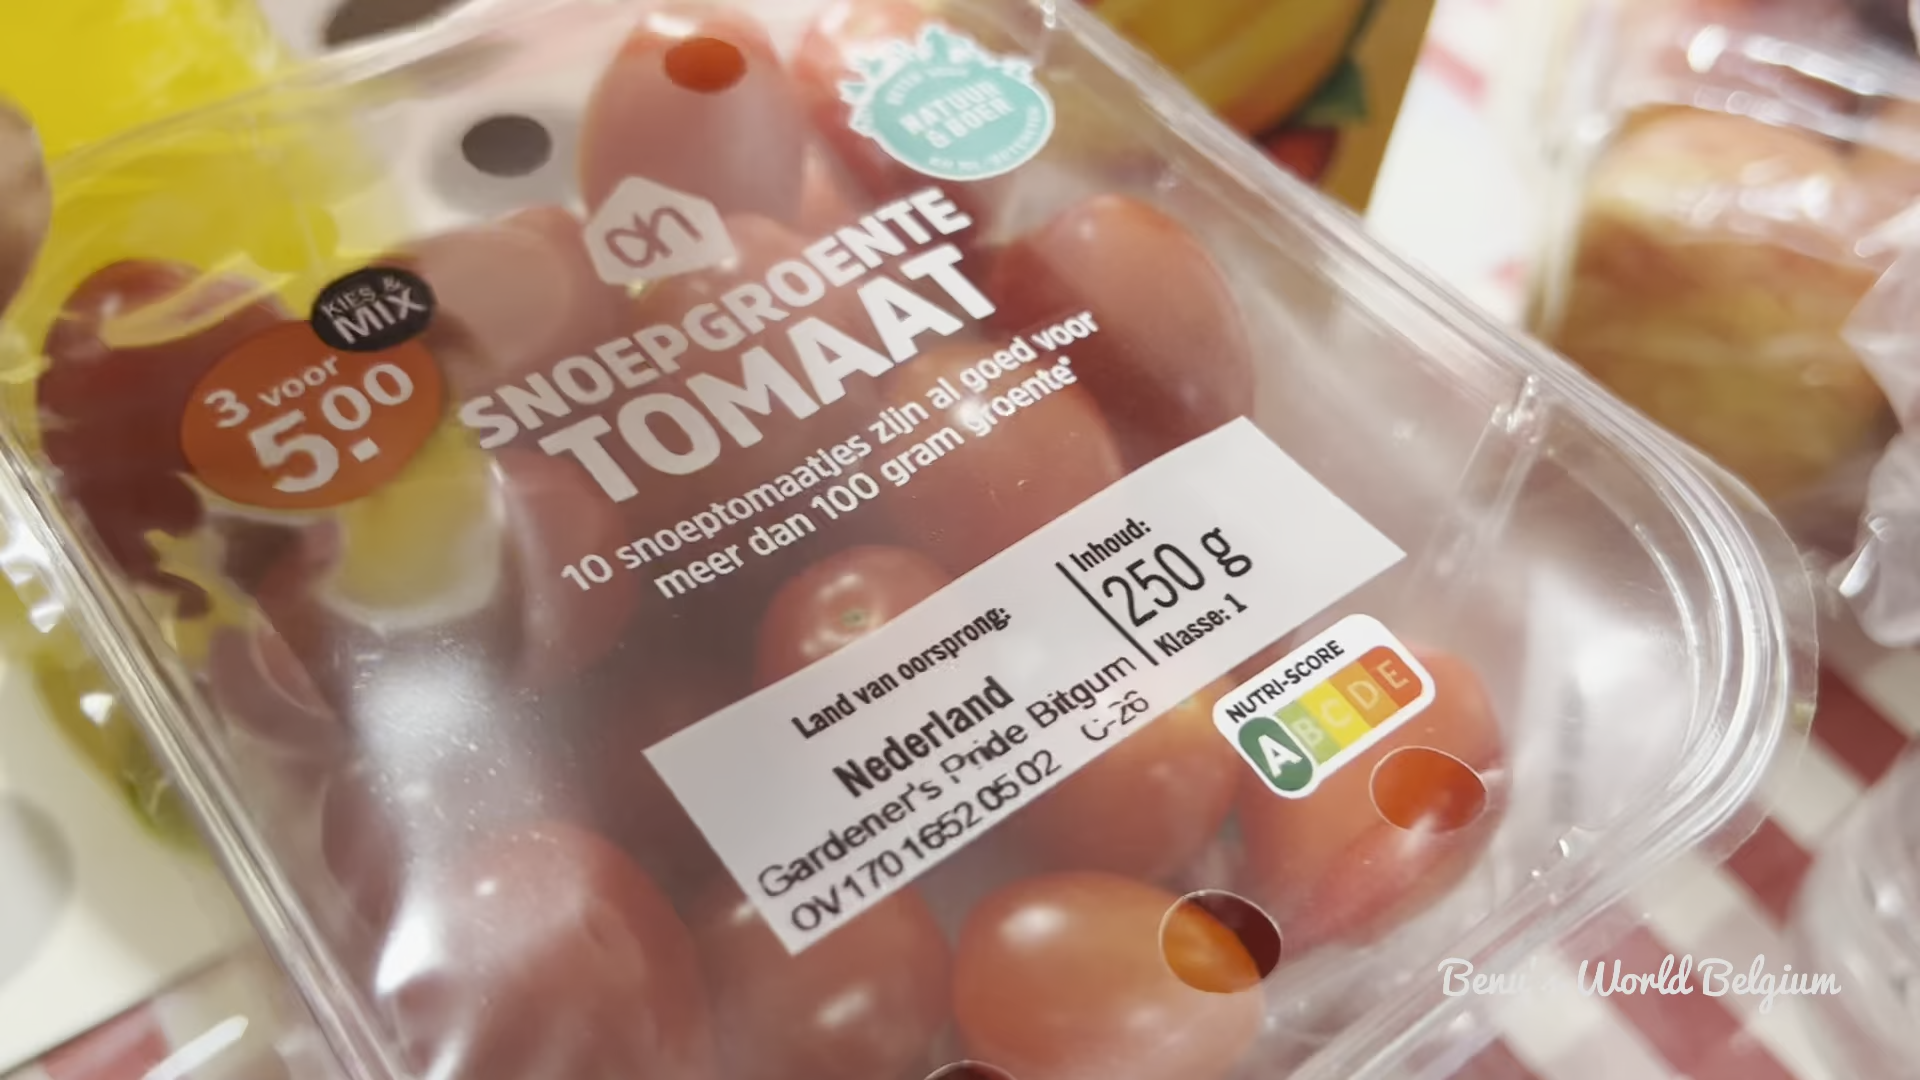 NATUUR
& BOER
ah
SNOEPGROENTE
TOMAAT
KIES &
MIX
3 voor
5.00
10 snoeptomaatjes zijn al goed voor
meer dan 100 gram groente*
Land van oorsprong:
Nederland
Inhoud:
250 g
Klasse: 1
Gardener's Pride Bitgum
OV170 1652 05 02 C-26
NUTRI-SCORE
A B C D E
Benu's World Belgium